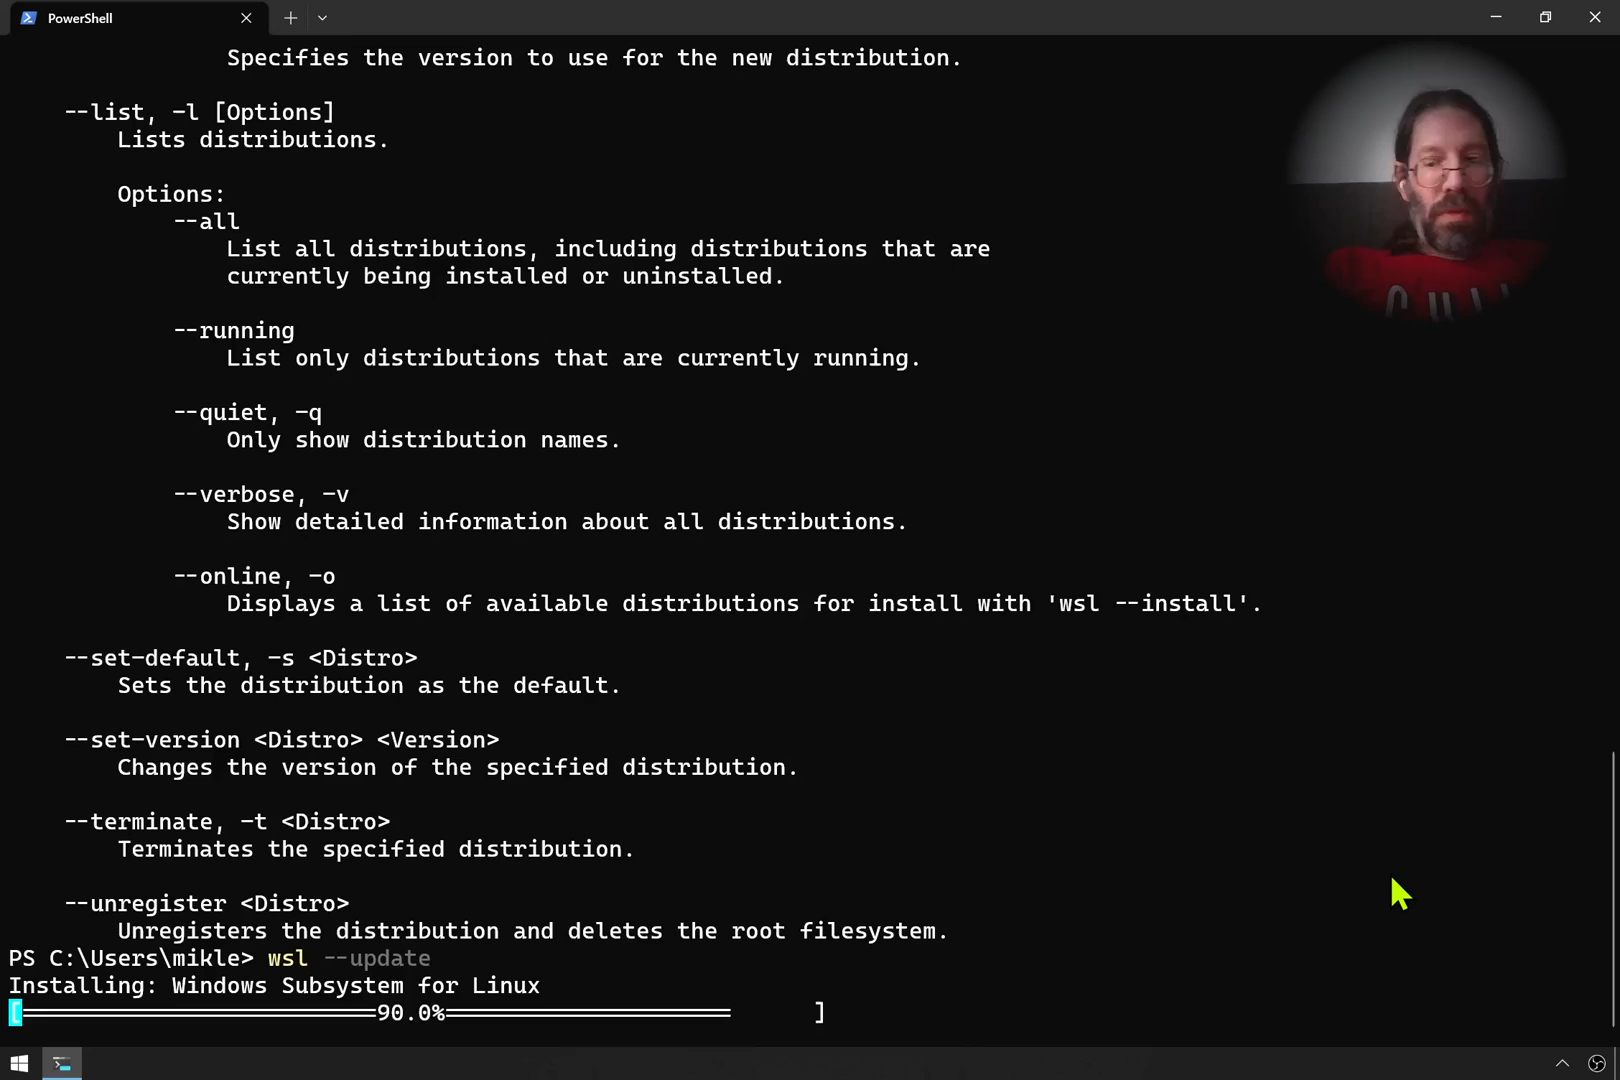 PowerShell
Specifies the version to use for the new distribution.
--list, -l [Options]
Lists distributions.
Options:
--all
List all distributions, including distributions that are
currently being installed or uninstalled.
--running
List only distributions that are currently running.
--quiet, -q
Only show distribution names.
--verbose, -v
Show detailed information about all distributions.
--online, -o
Displays a list of available distributions for install with 'wsl --install'.
--set-default, -s <Distro>
Sets the distribution as the default.
--set-version <Distro> <Version>
Changes the version of the specified distribution.
--terminate, -t <Distro>
Terminates the specified distribution.
--unregister <Distro>
Unregisters the distribution and deletes the root filesystem.
PS C:\Users\mikle> wsl --update
Installing: Windows Subsystem for Linux
[═══════════════════════════90.0%═════════════════════      ]